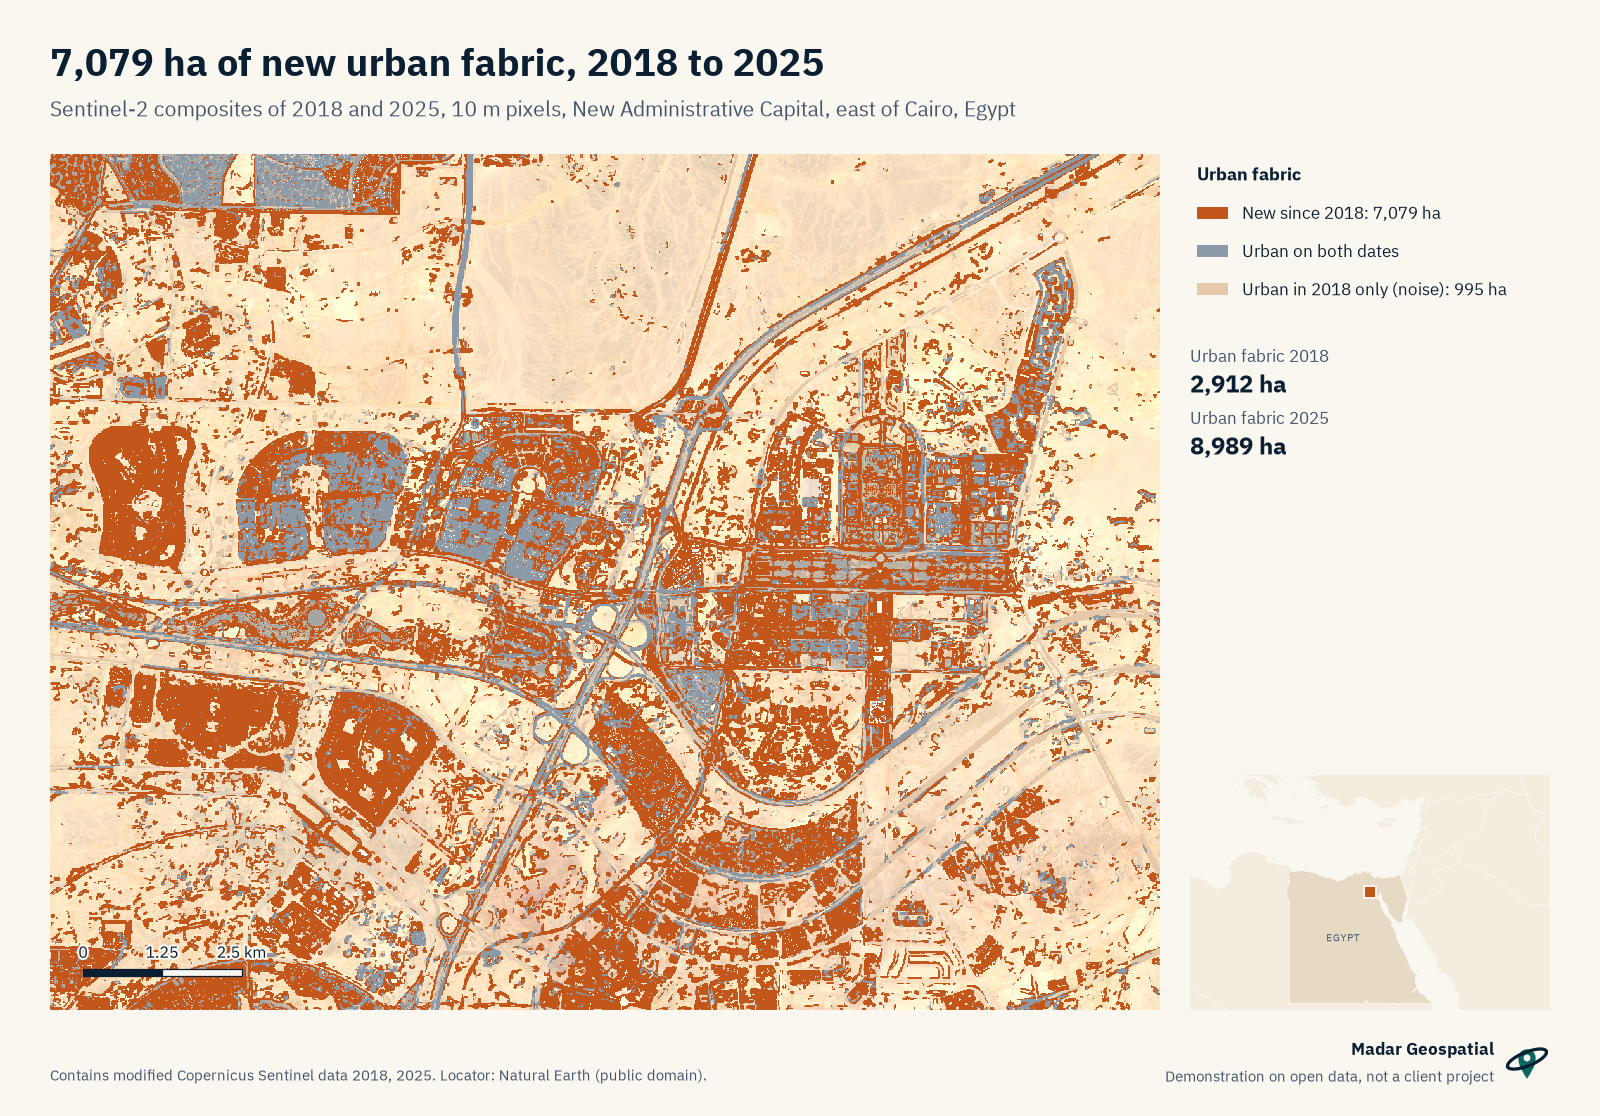 7,079 ha of new urban fabric, 2018 to 2025
Sentinel-2 composites of 2018 and 2025, 10 m pixels, New Administrative Capital, east of Cairo, Egypt
Urban fabric
New since 2018: 7,079 ha
Urban on both dates
Urban in 2018 only (noise): 995 ha
Urban fabric 2018
2,912 ha
Urban fabric 2025
8,989 ha
EGYPT
0 1.25 2.5 km
Madar Geospatial
Contains modified Copernicus Sentinel data 2018, 2025. Locator: Natural Earth (public domain).
Demonstration on open data, not a client project